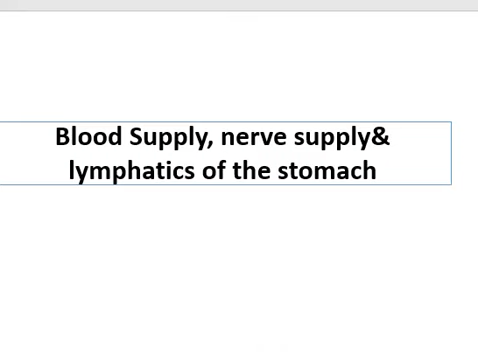 Blood Supply, nerve supply&
lymphatics of the stomach